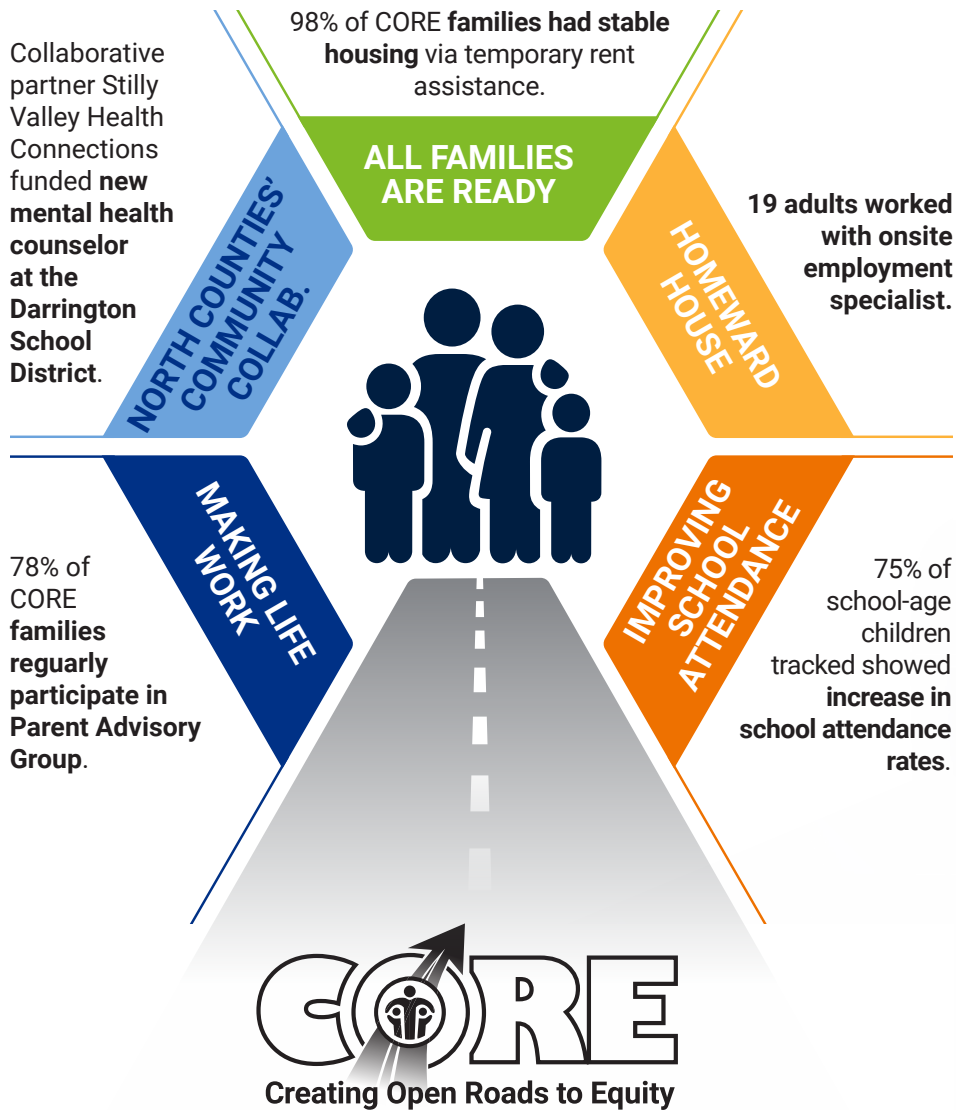 98% of CORE families had stable
housing via temporary rent
assistance.
ALL FAMILIES
ARE READY
Collaborative
partner Stilly
Valley Health
Connections
funded new
mental health
counselor
at the
Darrington
School
District.
NORTH COUNTIES’
COMMUNITY
COLLAB.
HOMEWARD
HOUSE
19 adults worked
with onsite
employment
specialist.
MAKING LIFE
WORK
78% of
CORE
families
reguarly
participate in
Parent Advisory
Group.
IMPROVING
SCHOOL
ATTENDANCE
75% of
school-age
children
tracked showed
increase in
school attendance
rates.
CORE
Creating Open Roads to Equity